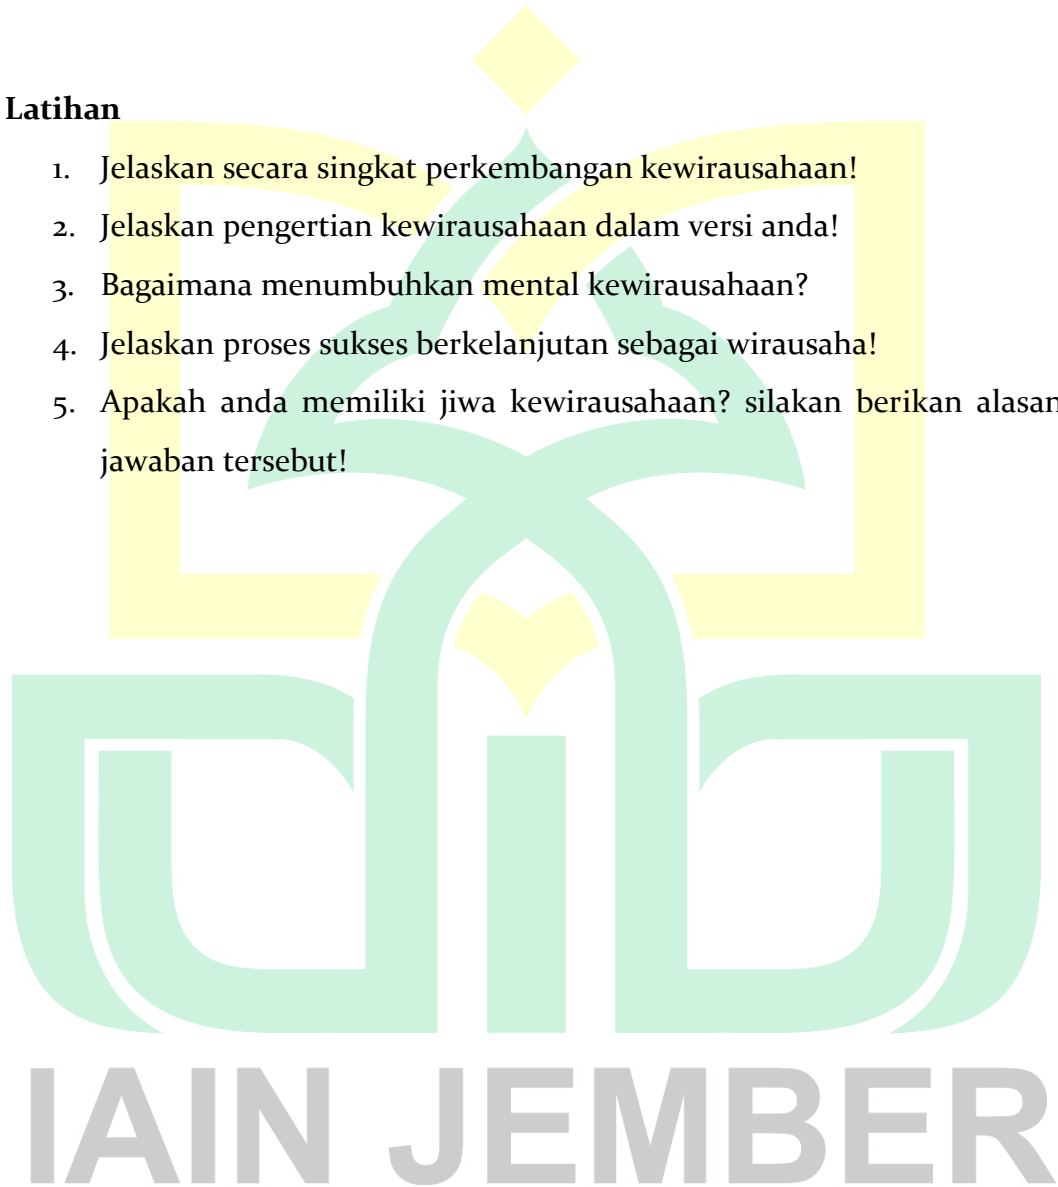 Latihan
1. Jelaskan secara singkat perkembangan kewirausahaan!
2. Jelaskan pengertian kewirausahaan dalam versi anda!
3. Bagaimana menumbuhkan mental kewirausahaan?
4. Jelaskan proses sukses berkelanjutan sebagai wirausaha!
5. Apakah anda memiliki jiwa kewirausahaan? silakan berikan alasan
jawaban tersebut!
IAIN JEMBER